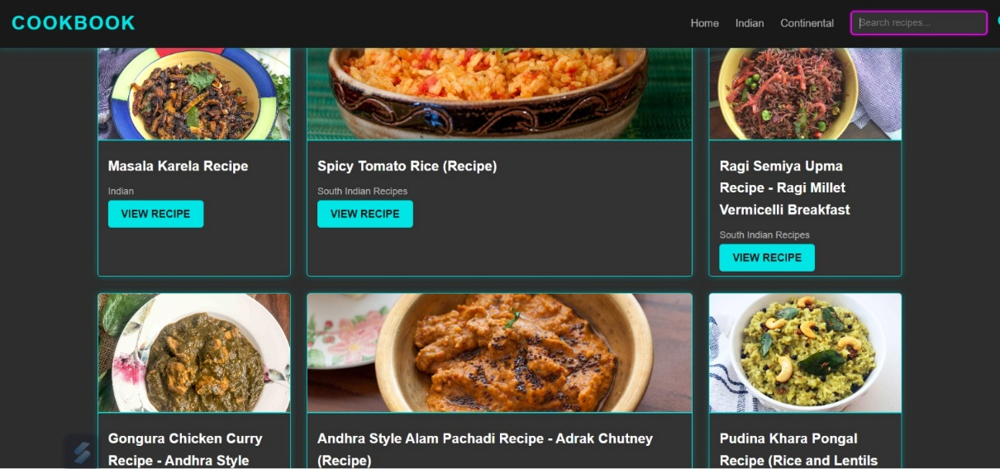 COOKBOOK
Home Indian Continental Search recipes...
Masala Karela Recipe
Indian
VIEW RECIPE
Spicy Tomato Rice (Recipe)
South Indian Recipes
VIEW RECIPE
Ragi Semiya Upma
Recipe - Ragi Millet
Vermicelli Breakfast
South Indian Recipes
VIEW RECIPE
Gongura Chicken Curry
Recipe - Andhra Style
Andhra Style Alam Pachadi Recipe - Adrak Chutney
(Recipe)
Pudina Khara Pongal
Recipe (Rice and Lentils